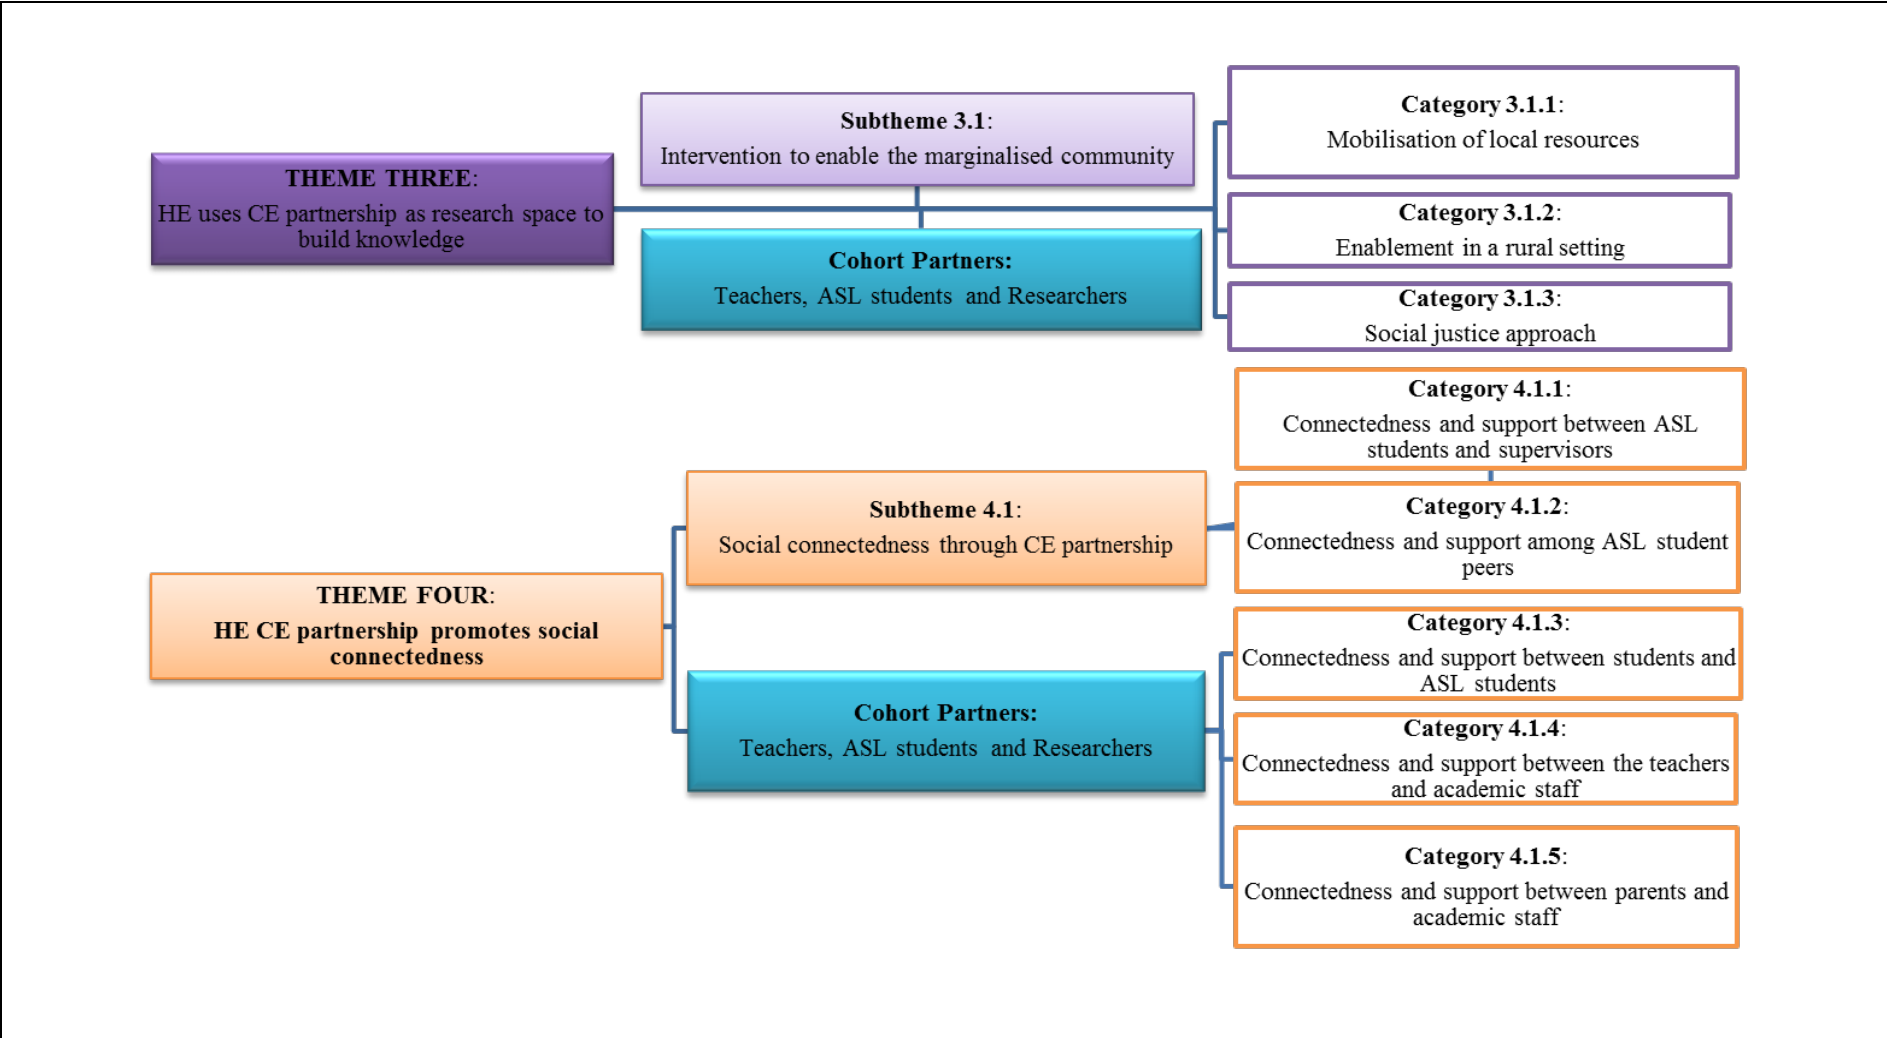 THEME THREE:
HE uses CE partnership as research space to
build knowledge
Subtheme 3.1:
Intervention to enable the marginalised community
Cohort Partners:
Teachers, ASL students and Researchers
Category 3.1.1:
Mobilisation of local resources
Category 3.1.2:
Enablement in a rural setting
Category 3.1.3:
Social justice approach
THEME FOUR:
HE CE partnership promotes social
connectedness
Subtheme 4.1:
Social connectedness through CE partnership
Cohort Partners:
Teachers, ASL students and Researchers
Category 4.1.1:
Connectedness and support between ASL
students and supervisors
Category 4.1.2:
Connectedness and support among ASL student
peers
Category 4.1.3:
Connectedness and support between students and
ASL students
Category 4.1.4:
Connectedness and support between the teachers
and academic staff
Category 4.1.5:
Connectedness and support between parents and
academic staff